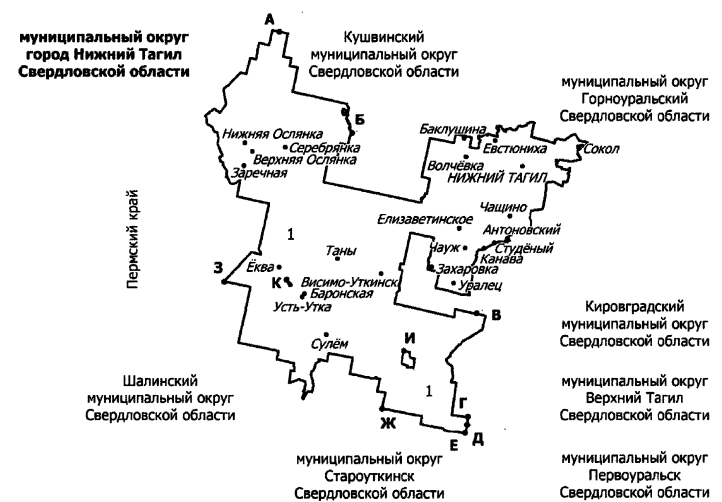 А
муниципальный округ
город Нижний Тагил
Свердловской области
Кушвинский
муниципальный округ
Свердловской области
муниципальный округ
Горноуральский
Свердловской области
Б
Баклушина
Евстюниха
Сокол
Нижняя Ослянка
Серебрянка
Верхняя Ослянка
Заречная
Волчёвка
НИЖНИЙ ТАГИЛ
Пермский край
Чащино
Елизаветинское
Антоновский
1
Чауж
Студёный
Канава
Таны
З
Ёква
К
Висимо-Уткинск
Захаровка
Уралец
Баронская
Усть-Утка
В
Кировградский
муниципальный округ
Свердловской области
Сулём
И
Шалинский
муниципальный округ
Свердловской области
1
муниципальный округ
Верхний Тагил
Свердловской области
Ж
Г
Е
Д
муниципальный округ
Староуткинск
Свердловской области
муниципальный округ
Первоуральск
Свердловской области